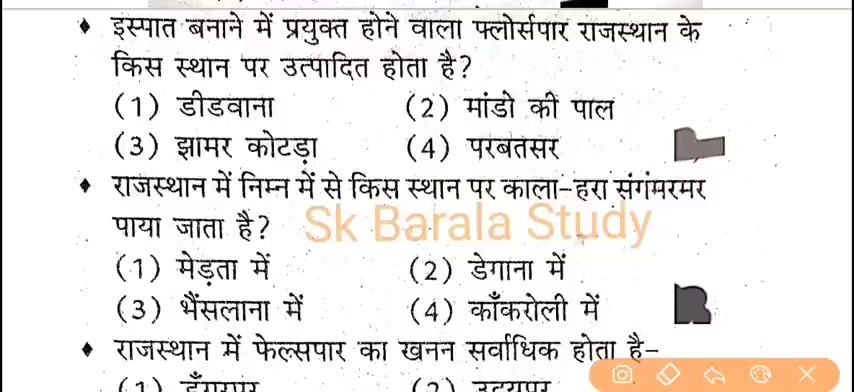 ♦ इस्पात बनाने में प्रयुक्त होने वाला फ्लोर्सपार राजस्थान के
किस स्थान पर उत्पादित होता है?
(1) डीडवाना (2) मांडो की पाल
(3) झामर कोटड़ा (4) परबतसर
♦ राजस्थान में निम्न में से किस स्थान पर काला-हरा संगंमरमर
पाया जाता है?
Sk Barala Study
(1) मेड़ता में (2) डेगाना में
(3) भैंसलाना में (4) काँकरोली में
♦ राजस्थान में फेल्सपार का खनन सर्वाधिक होता है-